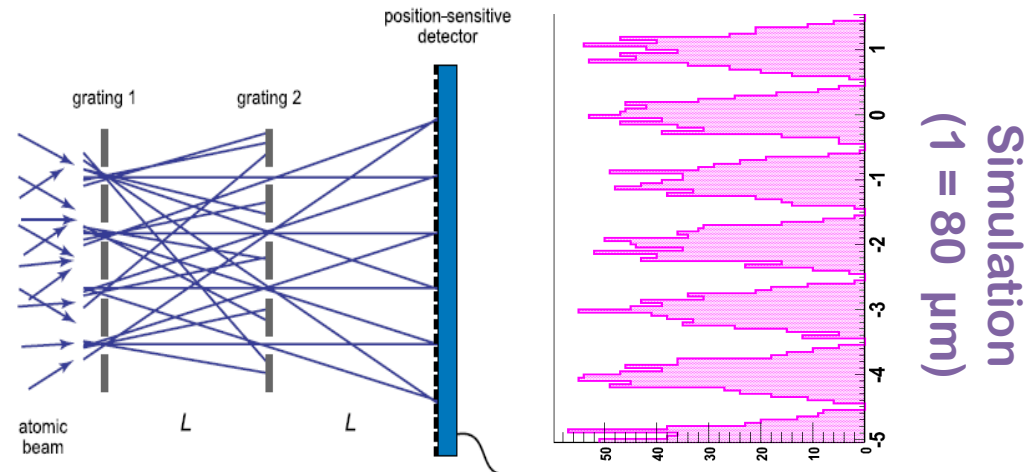 position-sensitive
detector
grating 1
grating 2
atomic
beam
L
L
1
0
-1
-2
-3
-4
-5
50
40
30
20
10
0
Simulation
(1 = 80 µm)